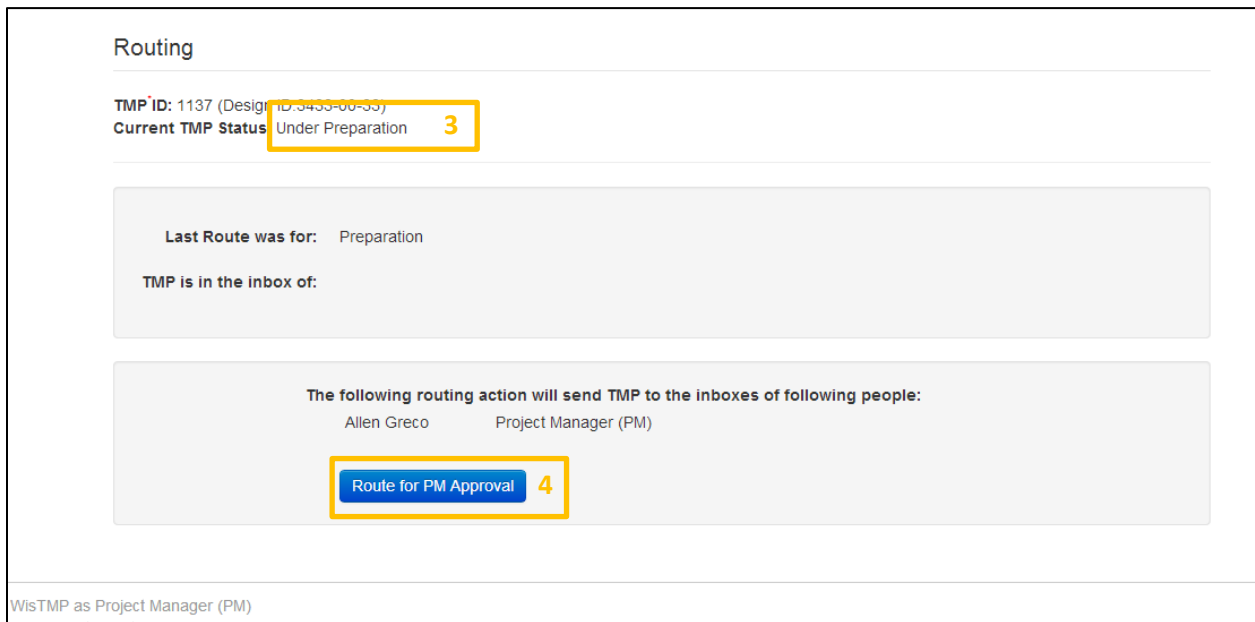 Routing
TMP ID: 1137 (Design ID:3433-00-33)
Current TMP Status: Under Preparation 3
Last Route was for: Preparation
TMP is in the inbox of:
The following routing action will send TMP to the inboxes of following people:
Allen Greco Project Manager (PM)
Route for PM Approval 4
WisTMP as Project Manager (PM)